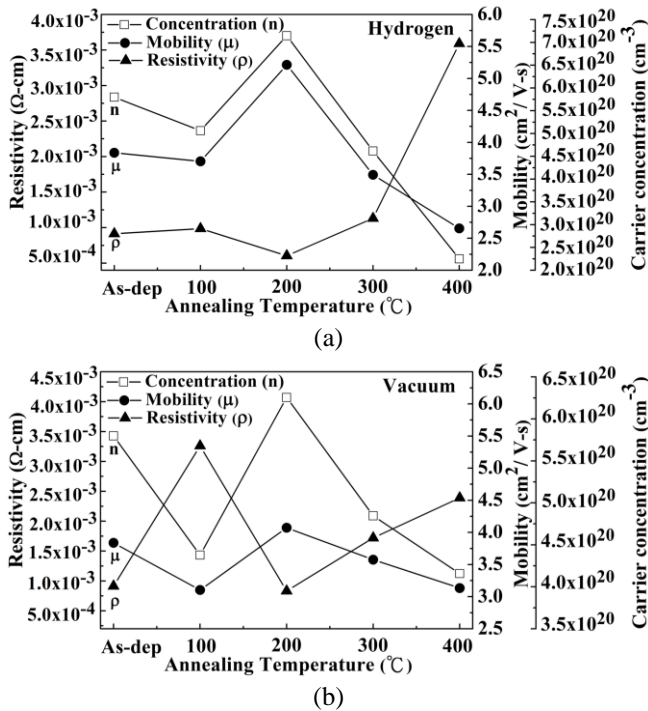 Concentration (n)
Mobility (μ)
Resistivity (ρ)
Hydrogen
n
μ
ρ
Resistivity (Ω-cm)
4.0x10⁻³
3.5x10⁻³
3.0x10⁻³
2.5x10⁻³
2.0x10⁻³
1.5x10⁻³
1.0x10⁻³
5.0x10⁻⁴
Mobility (cm²/ V-s)
6.0
5.5
5.0
4.5
4.0
3.5
3.0
2.5
2.0
Carrier concentration (cm⁻³)
7.5x10²⁰
7.0x10²⁰
6.5x10²⁰
6.0x10²⁰
5.5x10²⁰
5.0x10²⁰
4.5x10²⁰
4.0x10²⁰
3.5x10²⁰
3.0x10²⁰
2.5x10²⁰
2.0x10²⁰
As-dep 100 200 300 400
Annealing Temperature (℃)
(a)
Concentration (n)
Mobility (μ)
Resistivity (ρ)
Vacuum
n
μ
ρ
Resistivity (Ω-cm)
4.5x10⁻³
4.0x10⁻³
3.5x10⁻³
3.0x10⁻³
2.5x10⁻³
2.0x10⁻³
1.5x10⁻³
1.0x10⁻³
5.0x10⁻⁴
Mobility (cm²/ V-s)
6.5
6.0
5.5
5.0
4.5
4.0
3.5
3.0
2.5
Carrier concentration (cm⁻³)
6.5x10²⁰
6.0x10²⁰
5.5x10²⁰
5.0x10²⁰
4.5x10²⁰
4.0x10²⁰
3.5x10²⁰
As-dep 100 200 300 400
Annealing Temperature (℃)
(b)